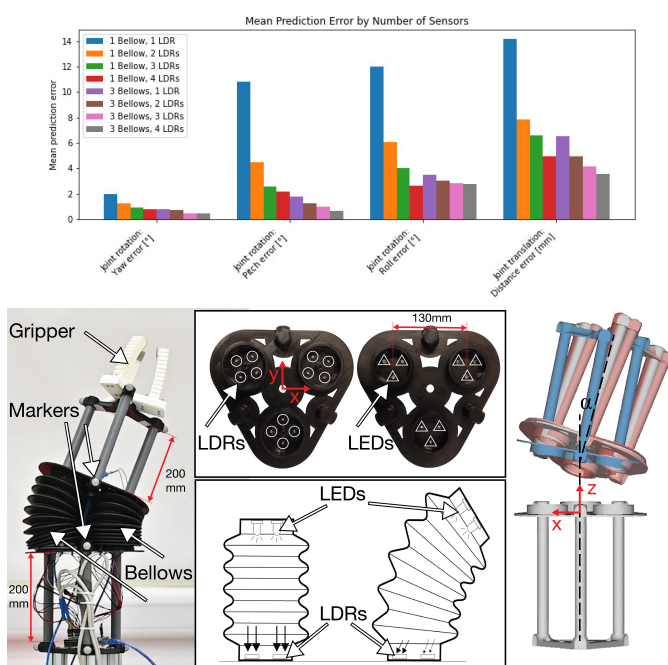 Mean Prediction Error by Number of Sensors
Mean prediction error
14
12
10
8
6
4
2
0
1 Bellow, 1 LDR
1 Bellow, 2 LDRs
1 Bellow, 3 LDRs
1 Bellow, 4 LDRs
3 Bellows, 1 LDR
3 Bellows, 2 LDRs
3 Bellows, 3 LDRs
3 Bellows, 4 LDRs
Joint rotation:
Yaw error [°]
Joint rotation:
Pitch error [°]
Joint rotation:
Roll error [°]
Joint translation:
Distance error [mm]
Gripper
Markers
200
mm
200
mm
Bellows
130mm
y
x
LDRs
LEDs
LEDs
LDRs
α
z
x